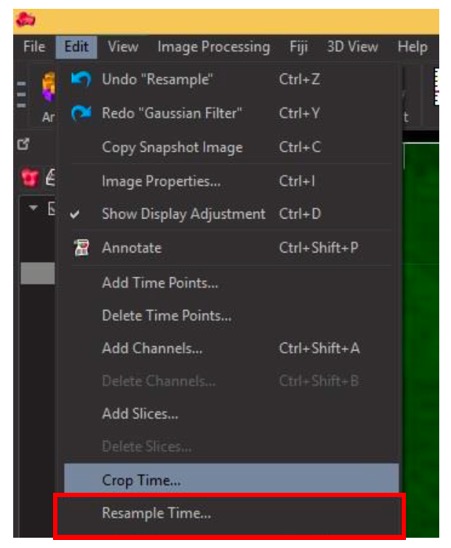 File Edit View Image Processing Fiji 3D View Help
Undo "Resample" Ctrl+Z
Redo "Gaussian Filter" Ctrl+Y
Copy Snapshot Image Ctrl+C
Image Properties... Ctrl+I
Show Display Adjustment Ctrl+D
Annotate Ctrl+Shift+P
Add Time Points...
Delete Time Points...
Add Channels... Ctrl+Shift+A
Delete Channels... Ctrl+Shift+B
Add Slices...
Delete Slices...
Crop Time...
Resample Time...